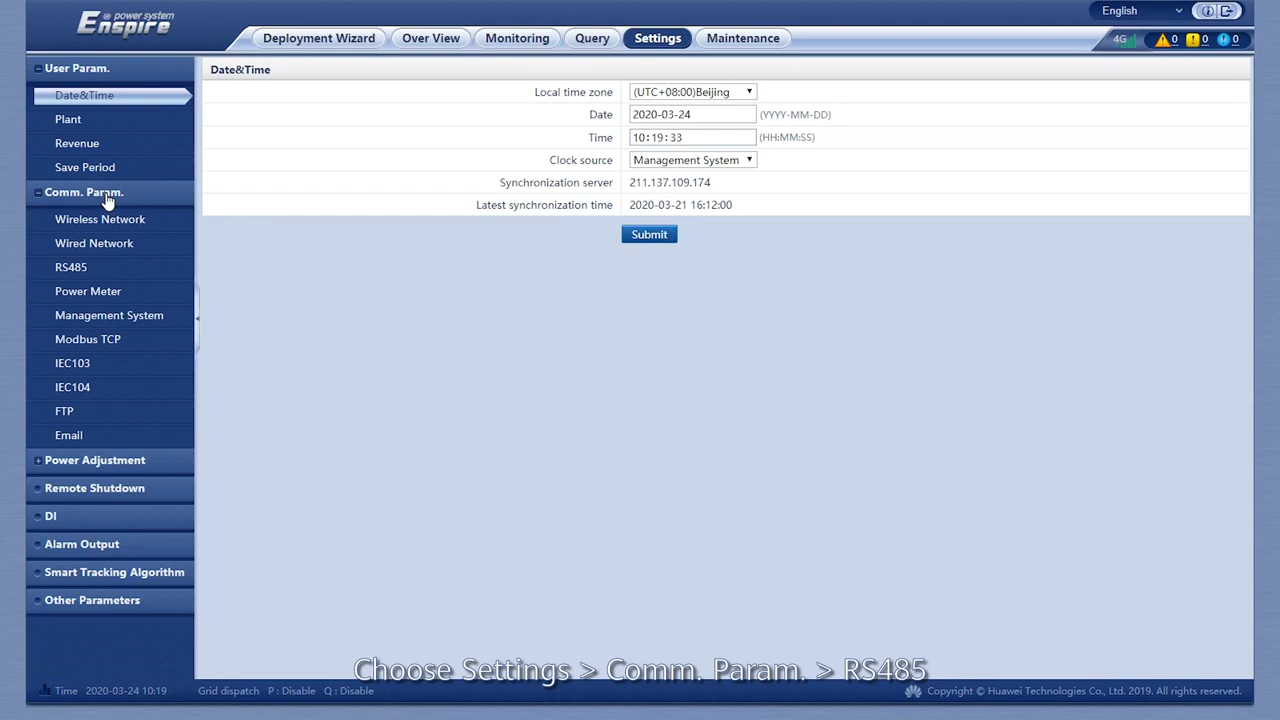 e power system
Enspire
English
Deployment Wizard
Over View
Monitoring
Query
Settings
Maintenance
4G
0
0
0
User Param.
Date&Time
Plant
Revenue
Save Period
Comm. Param.
Wireless Network
Wired Network
RS485
Power Meter
Management System
Modbus TCP
IEC103
IEC104
FTP
Email
Power Adjustment
Remote Shutdown
DI
Alarm Output
Smart Tracking Algorithm
Other Parameters
Date&Time
Local time zone (UTC+08:00)Beijing
Date 2020-03-24 (YYYY-MM-DD)
Time 10:19:33 (HH:MM:SS)
Clock source Management System
Synchronization server 211.137.109.174
Latest synchronization time 2020-03-21 16:12:00
Submit
Choose Settings > Comm. Param. > RS485
Time 2020-03-24 10:19 Grid dispatch P : Disable Q : Disable
Copyright © Huawei Technologies Co., Ltd. 2019. All rights reserved.